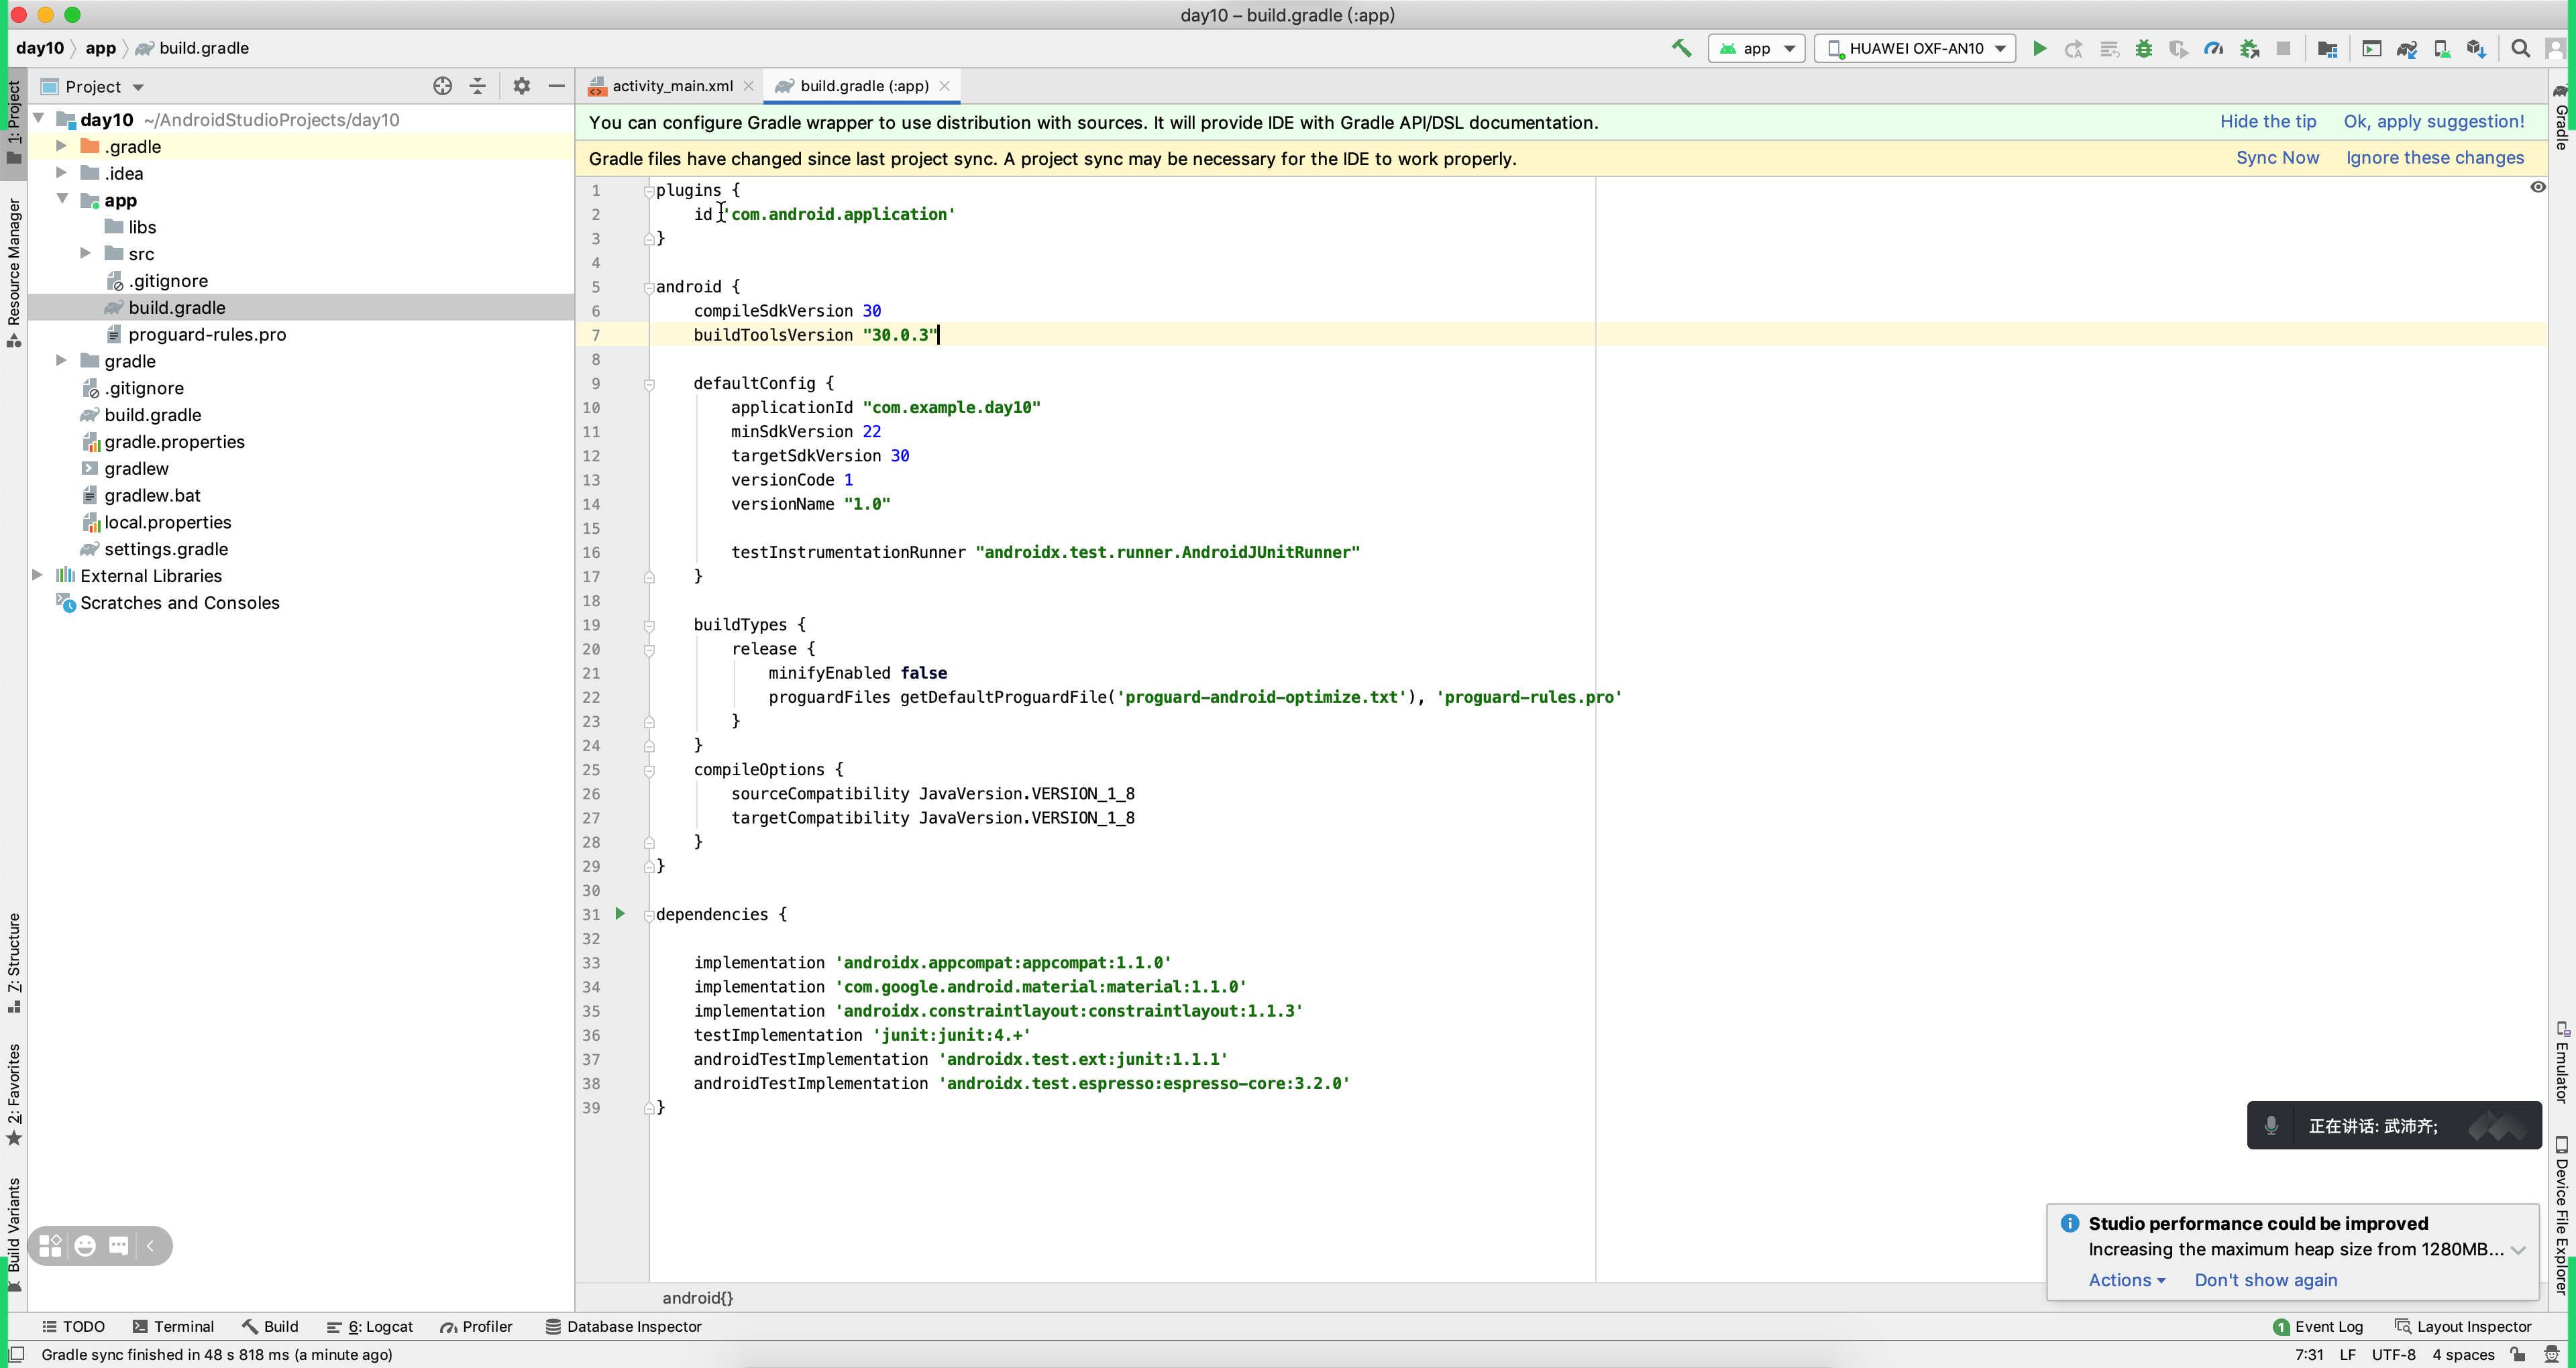 day10 – build.gradle (:app)
day10 app build.gradle
app HUAWEI OXF-AN10
Project
activity_main.xml
build.gradle (:app)
1: Project
Resource Manager
7: Structure
2: Favorites
Build Variants
day10 ~/AndroidStudioProjects/day10
.gradle
.idea
app
libs
src
.gitignore
build.gradle
proguard-rules.pro
gradle
.gitignore
build.gradle
gradle.properties
gradlew
gradlew.bat
local.properties
settings.gradle
External Libraries
Scratches and Consoles
You can configure Gradle wrapper to use distribution with sources. It will provide IDE with Gradle API/DSL documentation. Hide the tip Ok, apply suggestion!
Gradle files have changed since last project sync. A project sync may be necessary for the IDE to work properly. Sync Now Ignore these changes
1 plugins {
2 id 'com.android.application'
3 }
4
5 android {
6 compileSdkVersion 30
7 buildToolsVersion "30.0.3"
8
9 defaultConfig {
10 applicationId "com.example.day10"
11 minSdkVersion 22
12 targetSdkVersion 30
13 versionCode 1
14 versionName "1.0"
15
16 testInstrumentationRunner "androidx.test.runner.AndroidJUnitRunner"
17 }
18
19 buildTypes {
20 release {
21 minifyEnabled false
22 proguardFiles getDefaultProguardFile('proguard-android-optimize.txt'), 'proguard-rules.pro'
23 }
24 }
25 compileOptions {
26 sourceCompatibility JavaVersion.VERSION_1_8
27 targetCompatibility JavaVersion.VERSION_1_8
28 }
29 }
30
31 dependencies {
32
33 implementation 'androidx.appcompat:appcompat:1.1.0'
34 implementation 'com.google.android.material:material:1.1.0'
35 implementation 'androidx.constraintlayout:constraintlayout:1.1.3'
36 testImplementation 'junit:junit:4.+'
37 androidTestImplementation 'androidx.test.ext:junit:1.1.1'
38 androidTestImplementation 'androidx.test.espresso:espresso-core:3.2.0'
39 }
android{}
Gradle
Emulator
Device File Explorer
正在讲话: 武沛齐;
Studio performance could be improved
Increasing the maximum heap size from 1280MB...
Actions Don't show again
TODO Terminal Build 6: Logcat Profiler Database Inspector 1 Event Log Layout Inspector
Gradle sync finished in 48 s 818 ms (a minute ago) 7:31 LF UTF-8 4 spaces